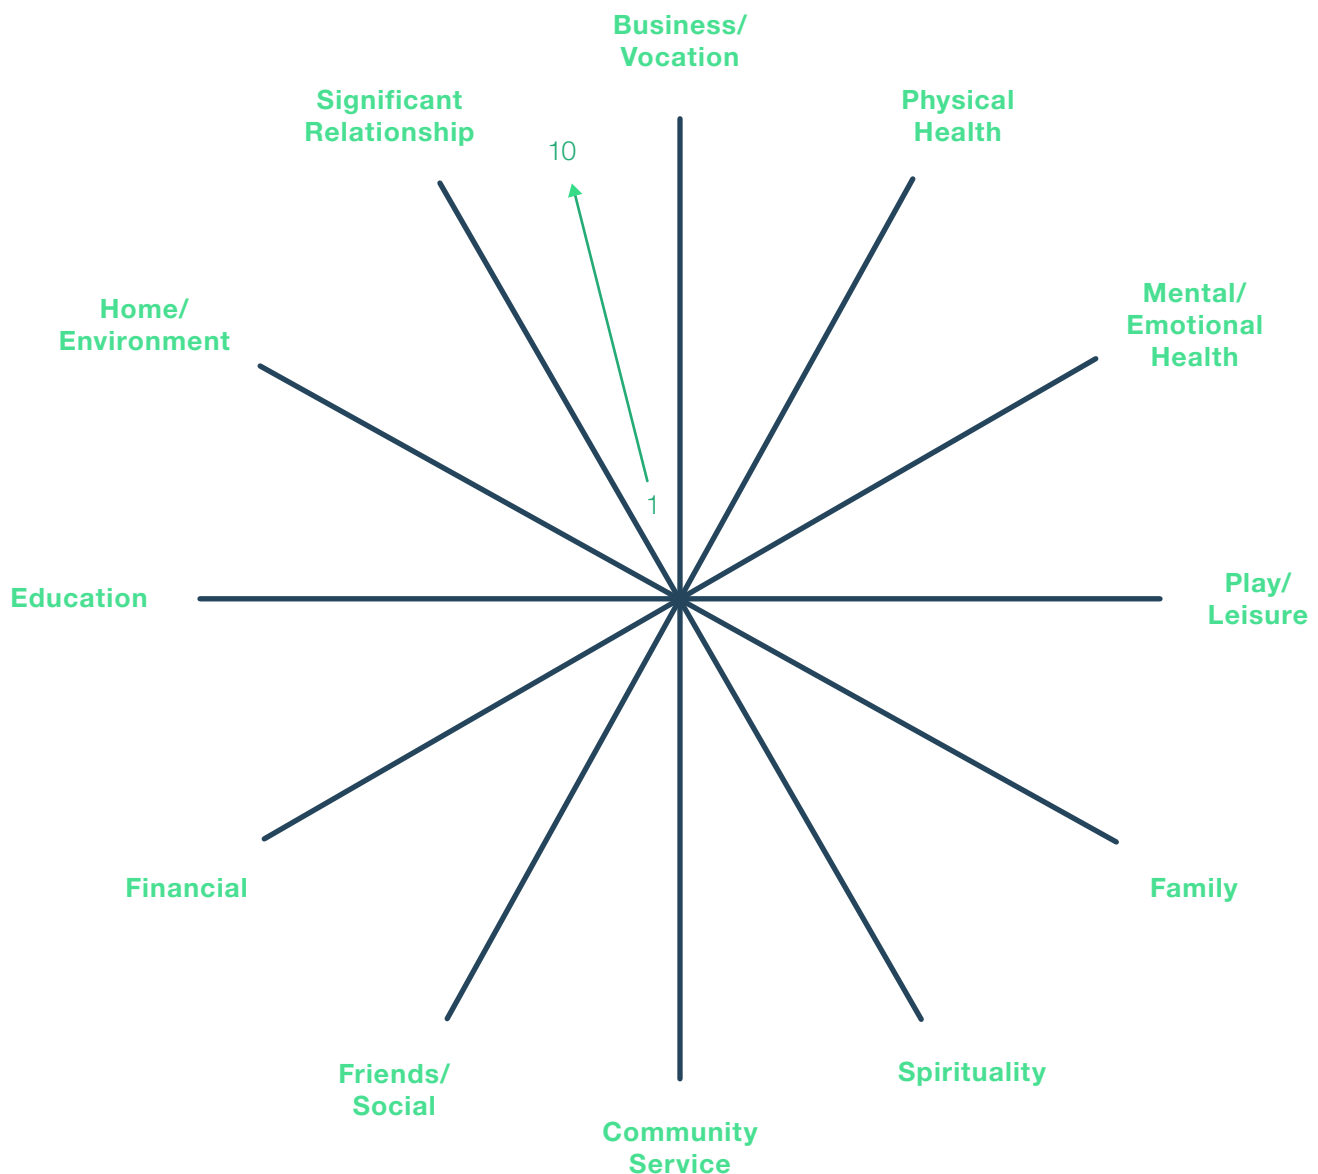 Business/
Vocation
Significant
Relationship
Physical
Health
10
Mental/
Emotional
Health
Home/
Environment
1
Education
Play/
Leisure
Financial
Family
Friends/
Social
Spirituality
Community
Service